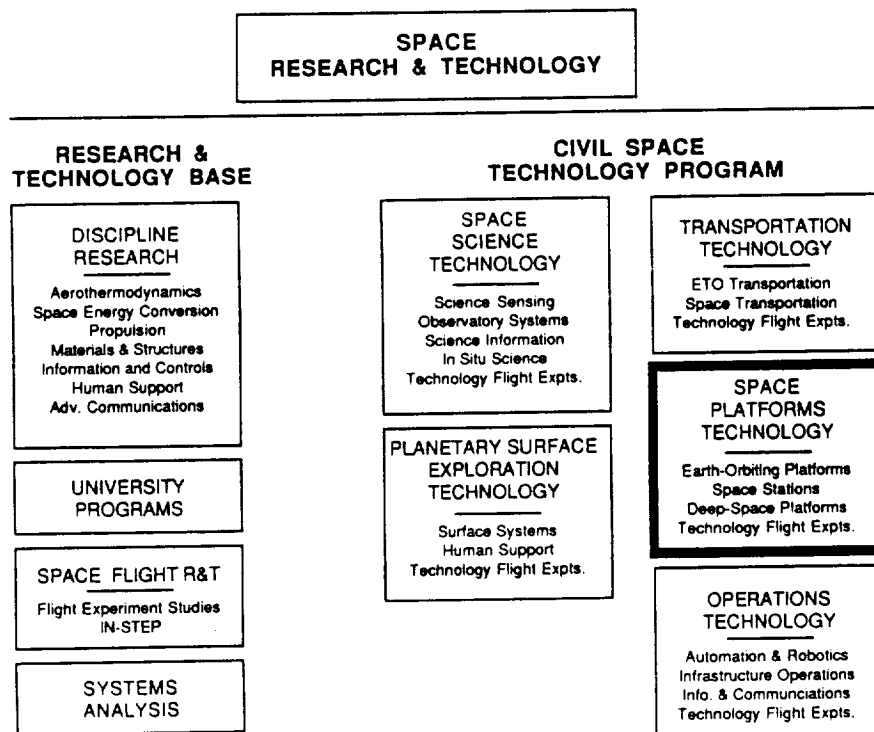 SPACE
RESEARCH & TECHNOLOGY
RESEARCH &
TECHNOLOGY BASE
DISCIPLINE
RESEARCH
Aerothermodynamics
Space Energy Conversion
Propulsion
Materials & Structures
Information and Controls
Human Support
Adv. Communications
UNIVERSITY
PROGRAMS
SPACE FLIGHT R&T
Flight Experiment Studies
IN-STEP
SYSTEMS
ANALYSIS
CIVIL SPACE
TECHNOLOGY PROGRAM
SPACE
SCIENCE
TECHNOLOGY
Science Sensing
Observatory Systems
Science Information
In Situ Science
Technology Flight Expts.
PLANETARY SURFACE
EXPLORATION
TECHNOLOGY
Surface Systems
Human Support
Technology Flight Expts.
TRANSPORTATION
TECHNOLOGY
ETO Transportation
Space Transportation
Technology Flight Expts.
SPACE
PLATFORMS
TECHNOLOGY
Earth-Orbiting Platforms
Space Stations
Deep-Space Platforms
Technology Flight Expts.
OPERATIONS
TECHNOLOGY
Automation & Robotics
Infrastructure Operations
Info. & Communciations
Technology Flight Expts.